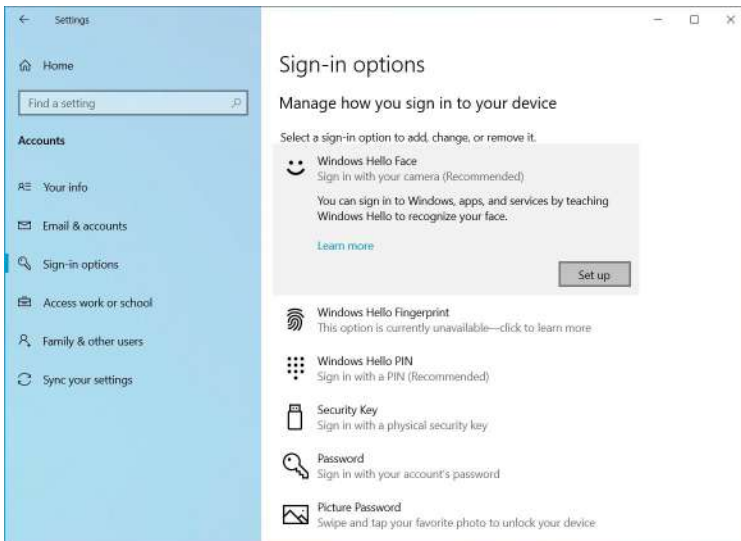 Settings
Home
Find a setting
Accounts
Your info
Email & accounts
Sign-in options
Access work or school
Family & other users
Sync your settings
Sign-in options
Manage how you sign in to your device
Select a sign-in option to add, change, or remove it.
Windows Hello Face
Sign in with your camera (Recommended)
You can sign in to Windows, apps, and services by teaching
Windows Hello to recognize your face.
Learn more
Set up
Windows Hello Fingerprint
This option is currently unavailable—click to learn more
Windows Hello PIN
Sign in with a PIN (Recommended)
Security Key
Sign in with a physical security key
Password
Sign in with your account's password
Picture Password
Swipe and tap your favorite photo to unlock your device